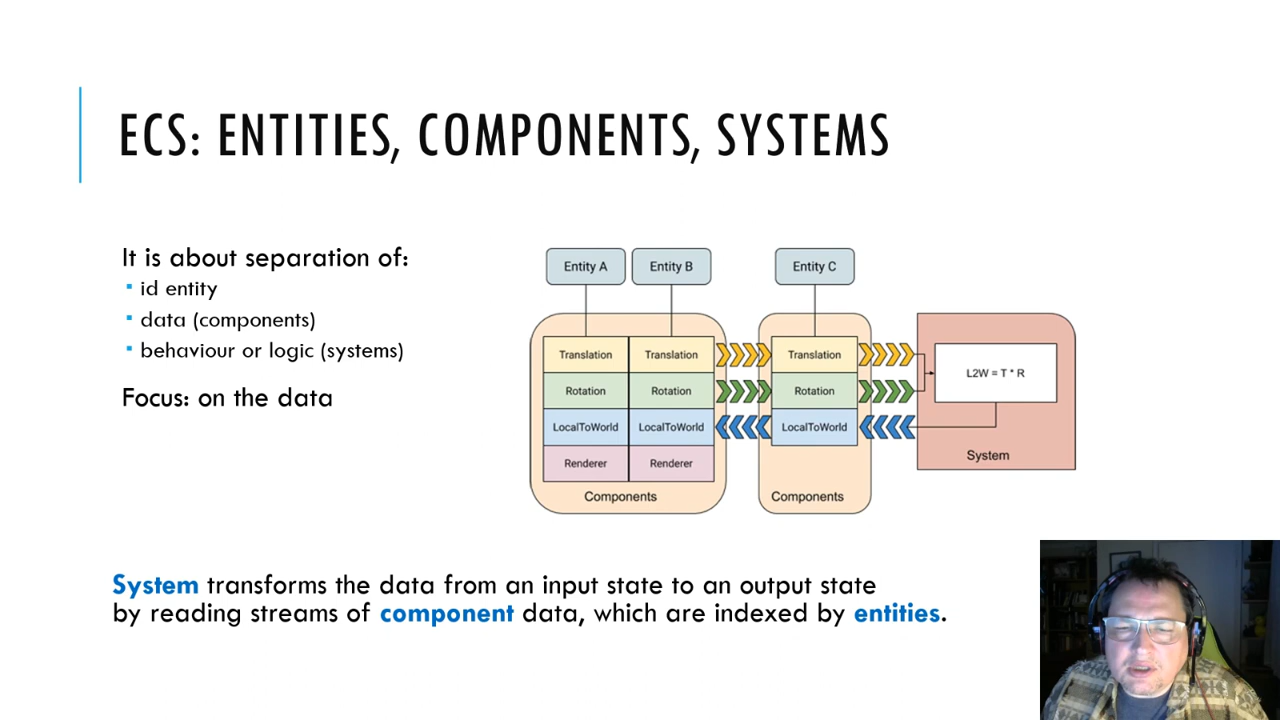 ECS: ENTITIES, COMPONENTS, SYSTEMS
It is about separation of:
id entity
data (components)
behaviour or logic (systems)
Focus: on the data
Entity A
Entity B
Entity C
Translation
Translation
Translation
Rotation
Rotation
Rotation
LocalToWorld
LocalToWorld
LocalToWorld
Renderer
Renderer
Components
Components
L2W = T * R
System
System transforms the data from an input state to an output state
by reading streams of component data, which are indexed by entities.